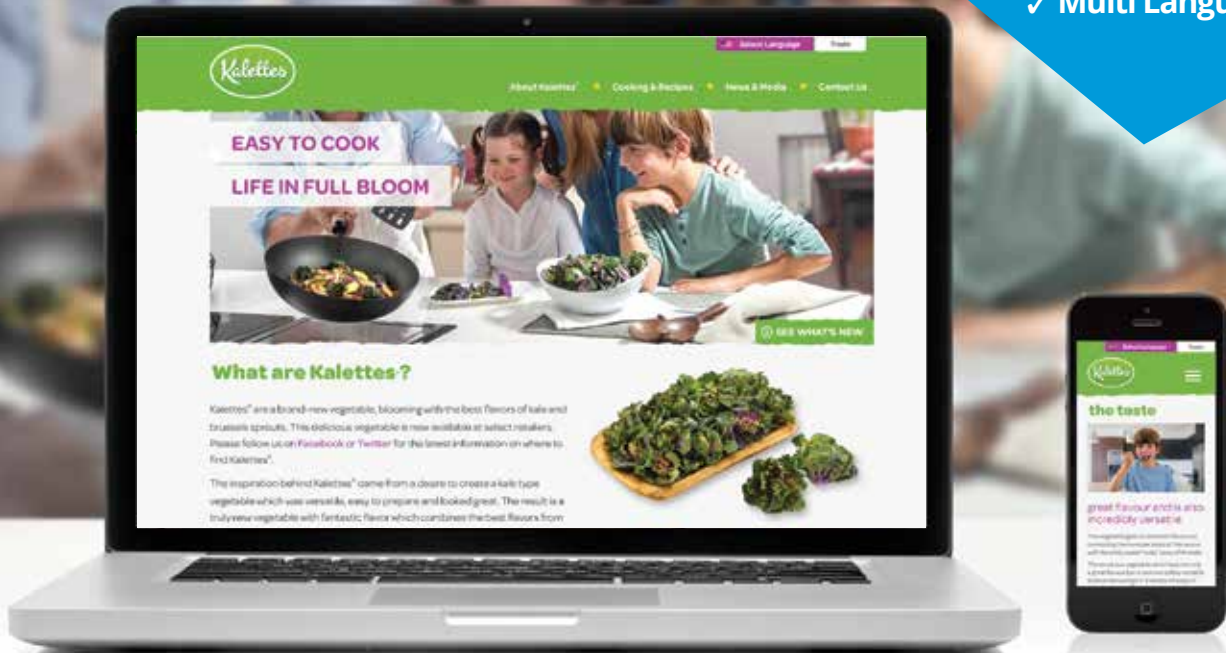 ✓ Multi Langu
Select Language
Trade
Kalettes
About Kalettes®
Cooking & Recipes
News & Media
Contact Us
EASY TO COOK
LIFE IN FULL BLOOM
SEE WHAT'S NEW
What are Kalettes®?
Kalettes® are a brand-new vegetable, blooming with the best flavors of kale and
brussels sprouts. This delicious vegetable is now available at select retailers.
Please follow us on Facebook or Twitter for the latest information on where to
find Kalettes®.
The inspiration behind Kalettes® came from a desire to create a kale type
vegetable which was versatile, easy to prepare and looked great. The result is a
truly new vegetable with fantastic flavor which combines the best flavors from
Select Language
Trade
Kalettes
the taste
great flavour and is also
incredibly versatile